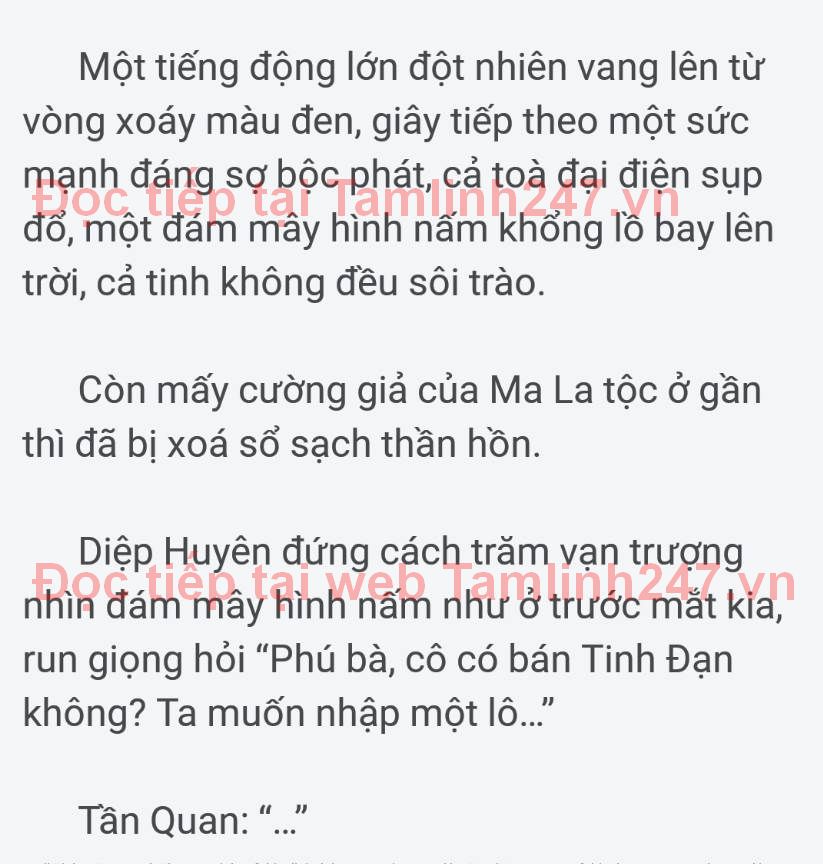 Một tiếng động lớn đột nhiên vang lên từ
vòng xoáy màu đen, giây tiếp theo một sức
mạnh đáng sợ bộc phát, cả toà đại điện sụp
Đọc tiếp tại Tamlinh247.vn
đổ, một đám mây hình nấm khổng lồ bay lên
trời, cả tinh không đều sôi trào.
Còn mấy cường giả của Ma La tộc ở gần
thì đã bị xoá sổ sạch thần hồn.
Diệp Huyên đứng cách trăm vạn trượng
Đọc tiếp tại web Tamlinh247.vn
nhìn đám mây hình nấm như ở trước mắt kia,
run giọng hỏi “Phú bà, cô có bán Tinh Đạn
không? Ta muốn nhập một lô...”
Tần Quan: “...”